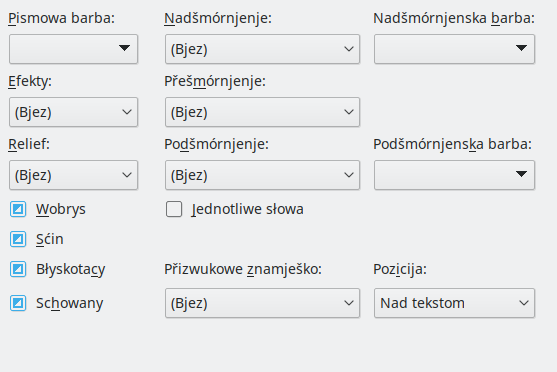 Pismowa barba: Nadšmórnjenje: Nadšmórnjenska barba:
(Bjez)
Efekty: Přešmórnjenje:
(Bjez) (Bjez)
Relief: Podšmórnjenje: Podšmórnjenska barba:
(Bjez) (Bjez)
Wobrys Jednotliwe słowa
Sćin
Błyskotacy Přizwukowe znamješko: Pozicija:
Schowany (Bjez) Nad tekstom